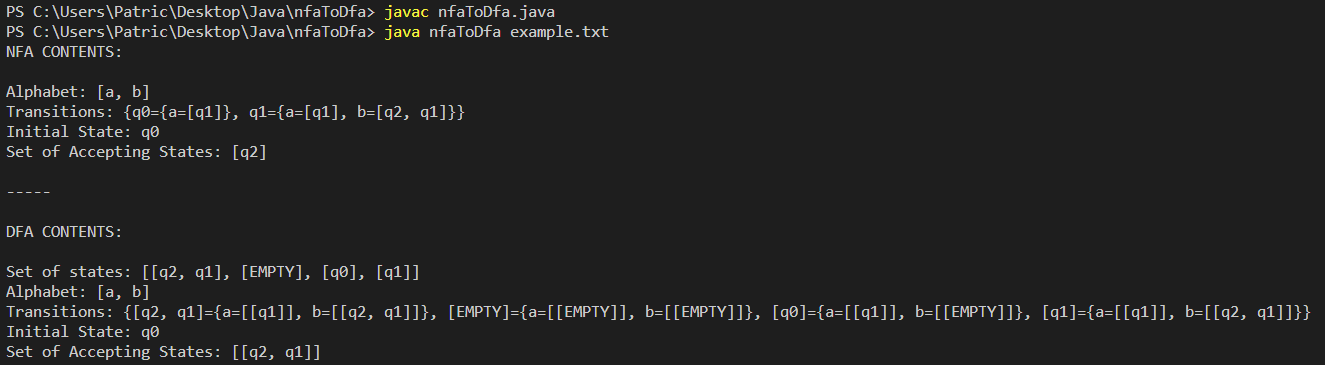 PS C:\Users\Patric\Desktop\Java\nfaToDfa> javac nfaToDfa.java
PS C:\Users\Patric\Desktop\Java\nfaToDfa> java nfaToDfa example.txt
NFA CONTENTS:
Alphabet: [a, b]
Transitions: {q0={a=[q1]}, q1={a=[q1], b=[q2, q1]}}
Initial State: q0
Set of Accepting States: [q2]
-----
DFA CONTENTS:
Set of states: [[q2, q1], [EMPTY], [q0], [q1]]
Alphabet: [a, b]
Transitions: {[q2, q1]={a=[[q1]], b=[[q2, q1]]}, [EMPTY]={a=[[EMPTY]], b=[[EMPTY]]}, [q0]={a=[[q1]], b=[[EMPTY]]}, [q1]={a=[[q1]], b=[[q2, q1]]}}
Initial State: q0
Set of Accepting States: [[q2, q1]]